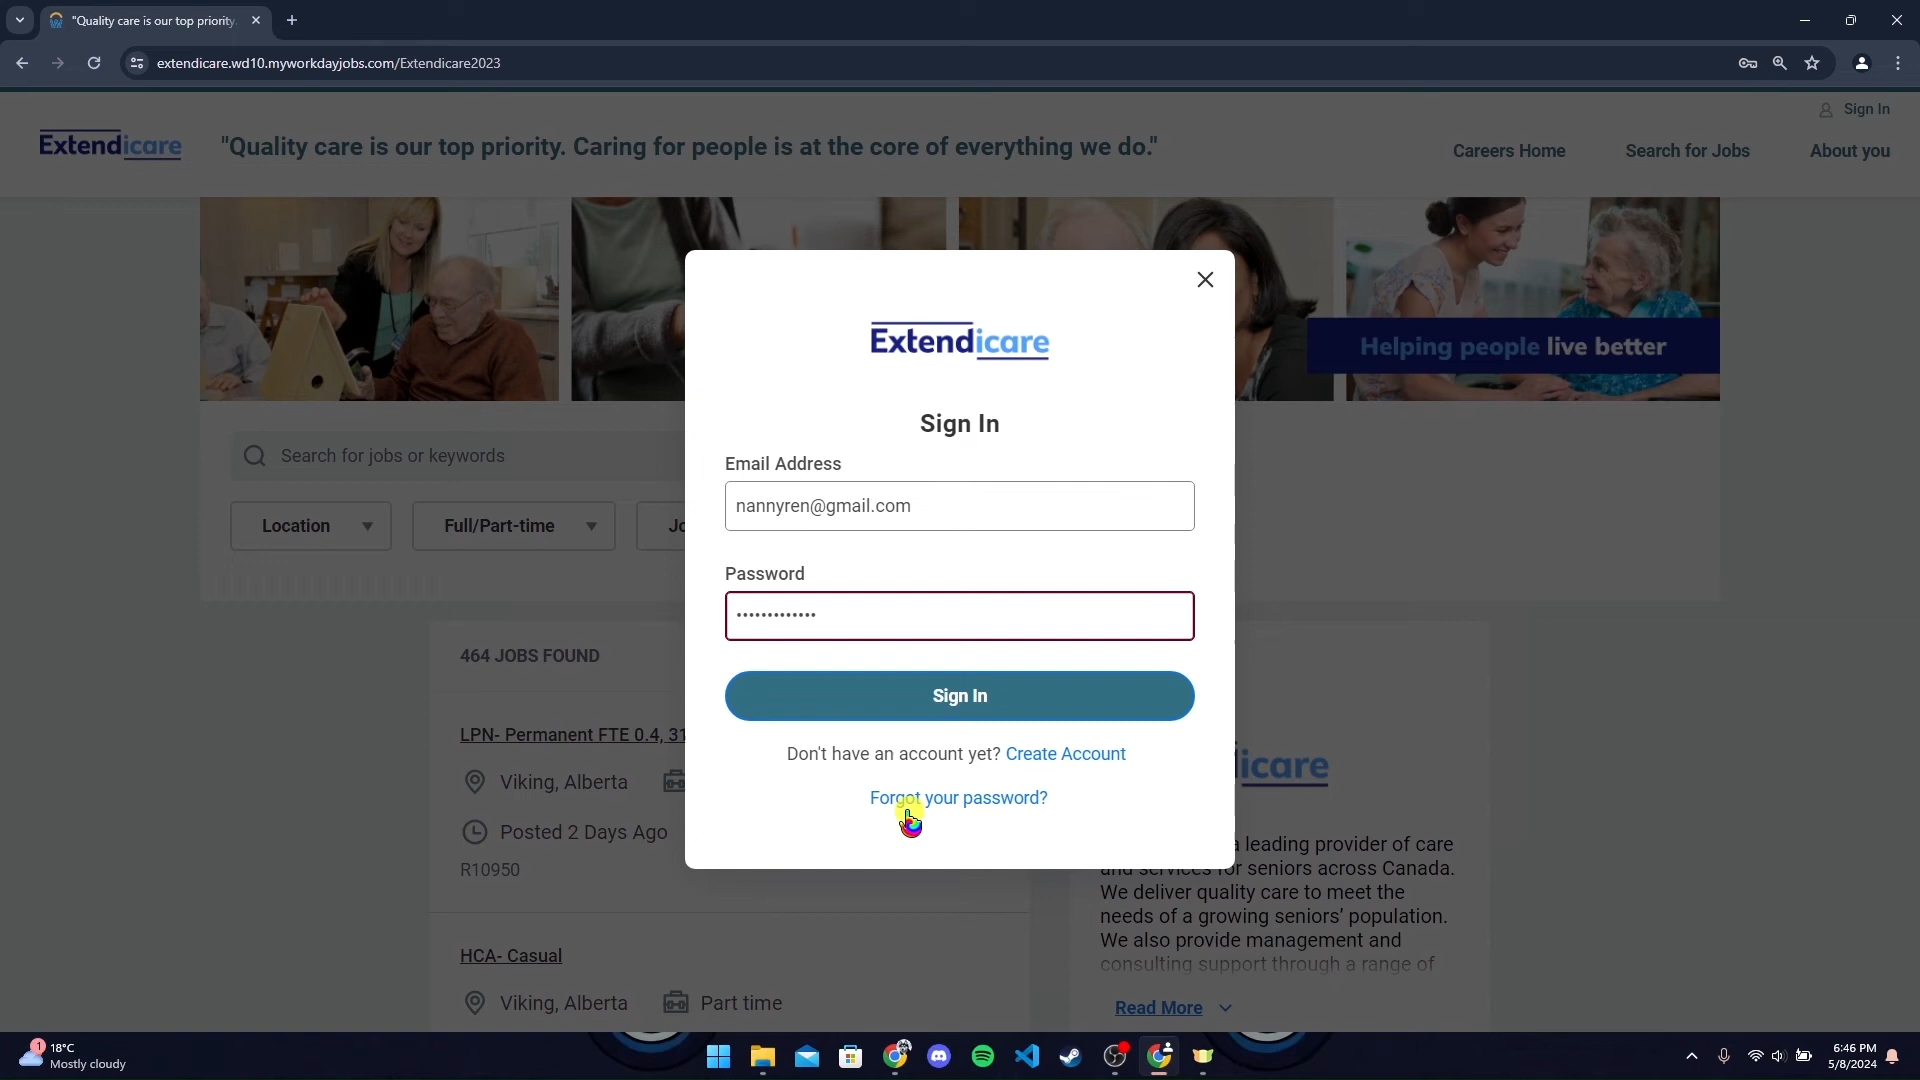 "Quality care is our top priority.
extendicare.wd10.myworkdayjobs.com/Extendicare2023
Sign In
Extendicare
"Quality care is our top priority. Caring for people is at the core of everything we do."
Careers Home
Search for Jobs
About you
Helping people live better
Search for jobs or keywords
Location
Full/Part-time
Extendicare
Sign In
Email Address
nannyren@gmail.com
Password
•••••••••••••
Sign In
Don't have an account yet? Create Account
Forgot your password?
464 JOBS FOUND
LPN- Permanent FTE 0.4, 31
Viking, Alberta
Posted 2 Days Ago
R10950
HCA- Casual
Viking, Alberta
Part time
icare
a leading provider of care
and services for seniors across Canada.
We deliver quality care to meet the
needs of a growing seniors' population.
We also provide management and
consulting support through a range of
Read More
1
18°C
Mostly cloudy
6:46 PM
5/8/2024